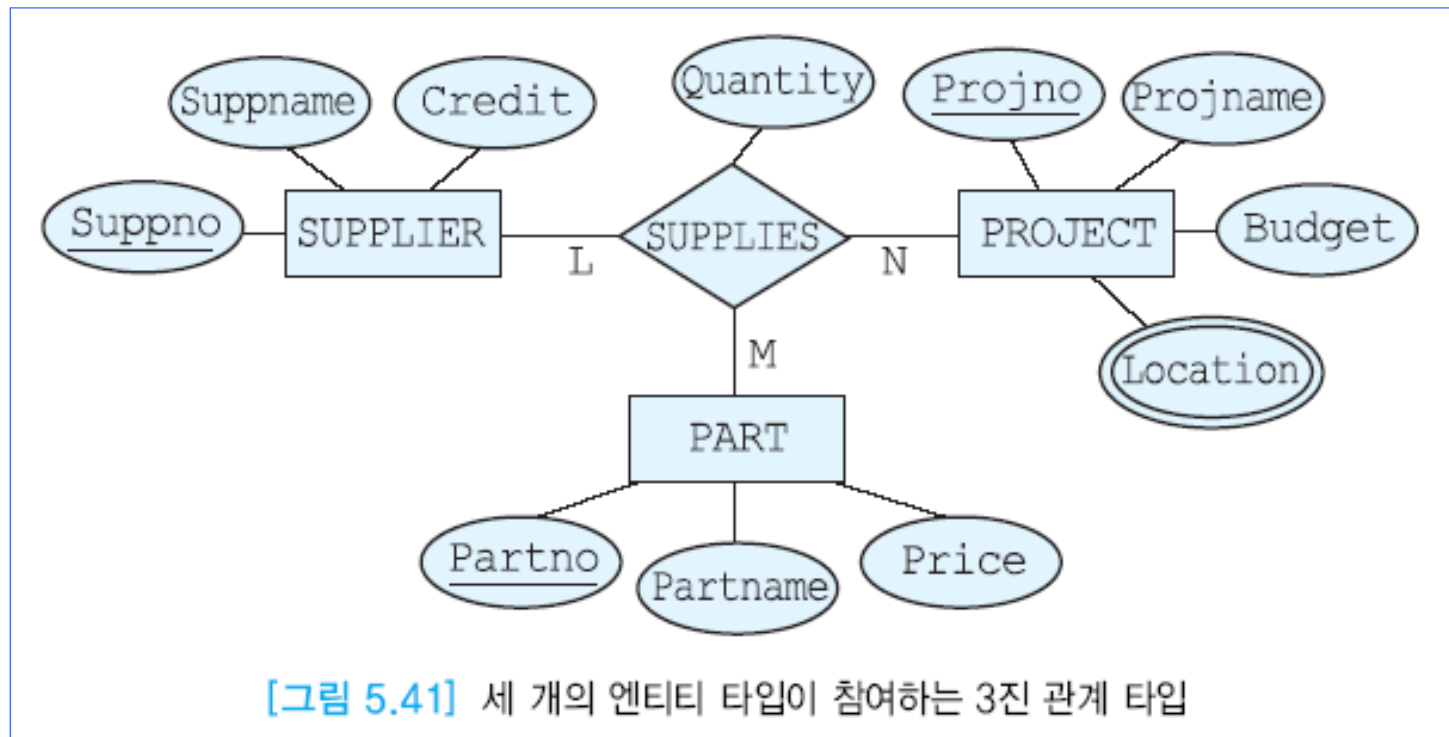 Suppname
Credit
Quantity
Projno
Projname
Suppno
SUPPLIER
L
SUPPLIES
N
PROJECT
Budget
M
Location
PART
Partno
Partname
Price
[그림 5.41] 세 개의 엔티티 타입이 참여하는 3진 관계 타입